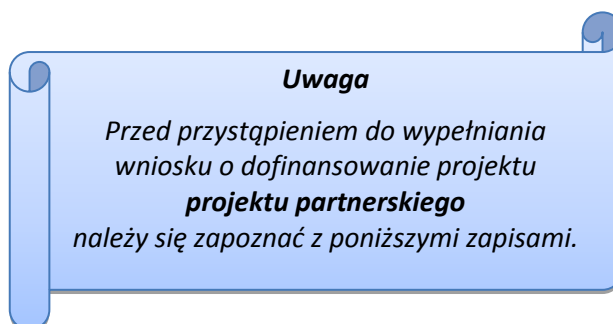 Uwaga
Przed przystąpieniem do wypełniania
wniosku o dofinansowanie projektu
projektu partnerskiego
należy się zapoznać z poniższymi zapisami.